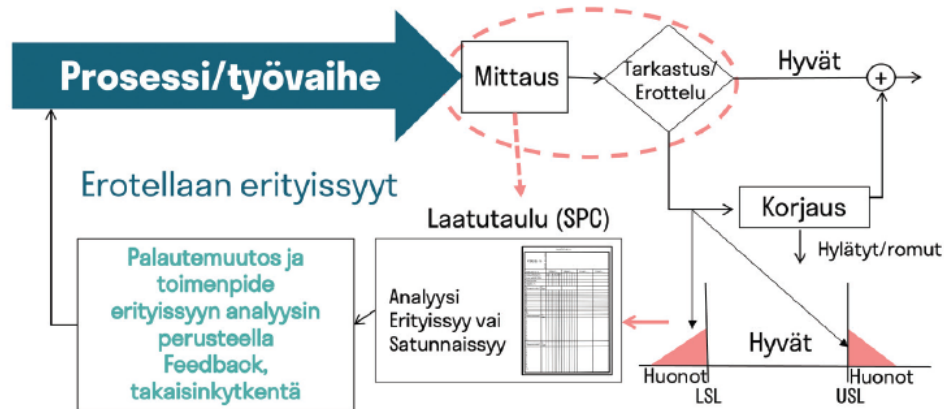 Prosessi/työvaihe
Mittaus
Tarkastus/
Erottelu
Hyvät
+
Erotellaan erityissyyt
Laatutaulu (SPC)
Korjaus
Hylätyt/romut
Palautemuutos ja
toimenpide
erityissyyn analyysin
perusteella
Feedback,
takaisinkytkentä
Analyysi
Erityissyy vai
Satunnaissyy
Hyvät
Huonot
Huonot
LSL
USL